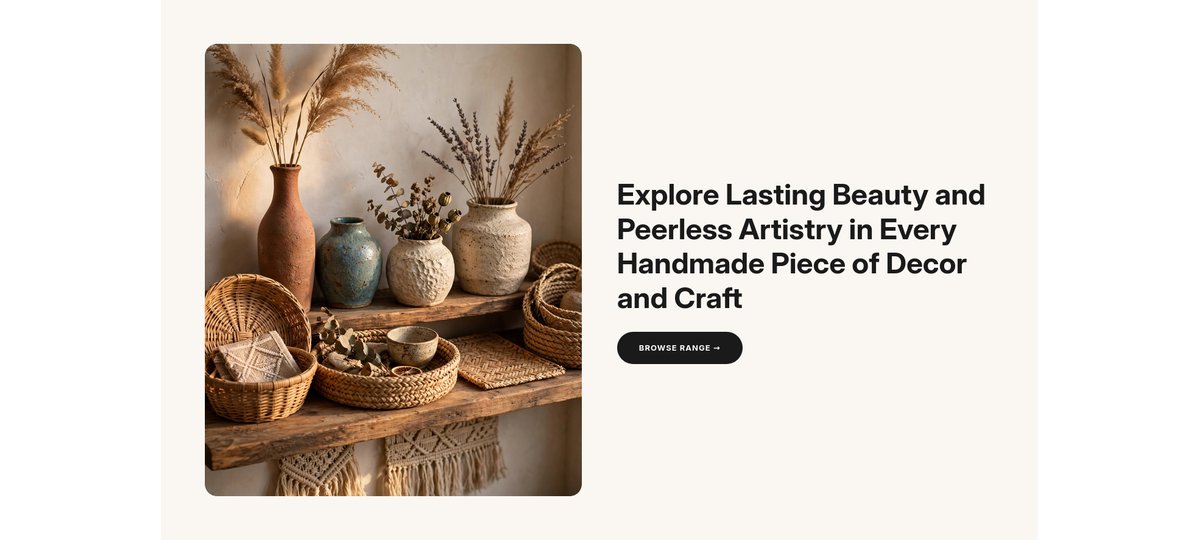 Explore Lasting Beauty and
Peerless Artistry in Every
Handmade Piece of Decor
and Craft
BROWSE RANGE →